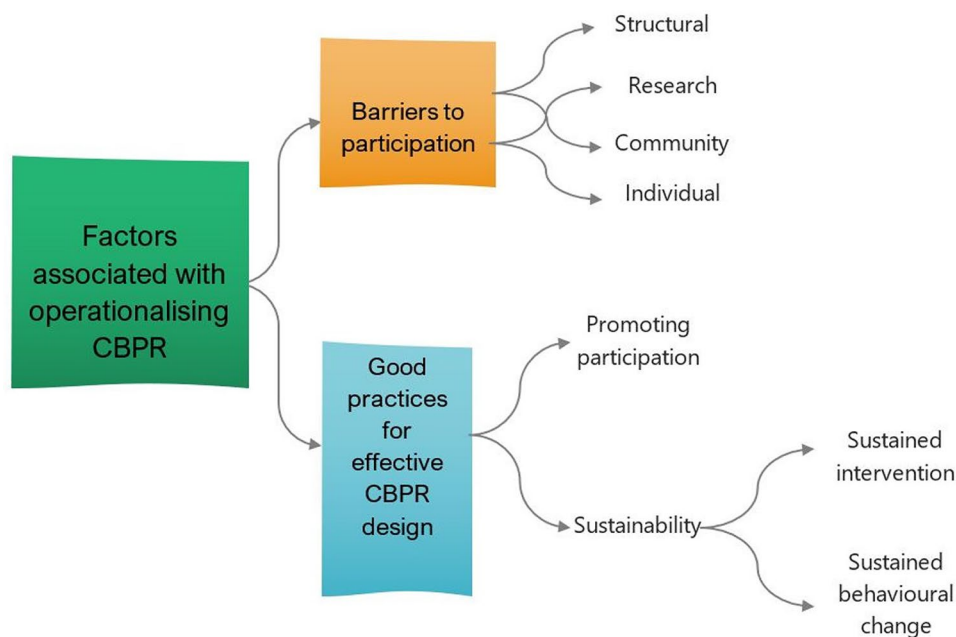 Factors
associated with
operationalising
CBPR
Barriers to
participation
Structural
Research
Community
Individual
Good
practices
for
effective
CBPR
design
Promoting
participation
Sustainability
Sustained
intervention
Sustained
behavioural
change